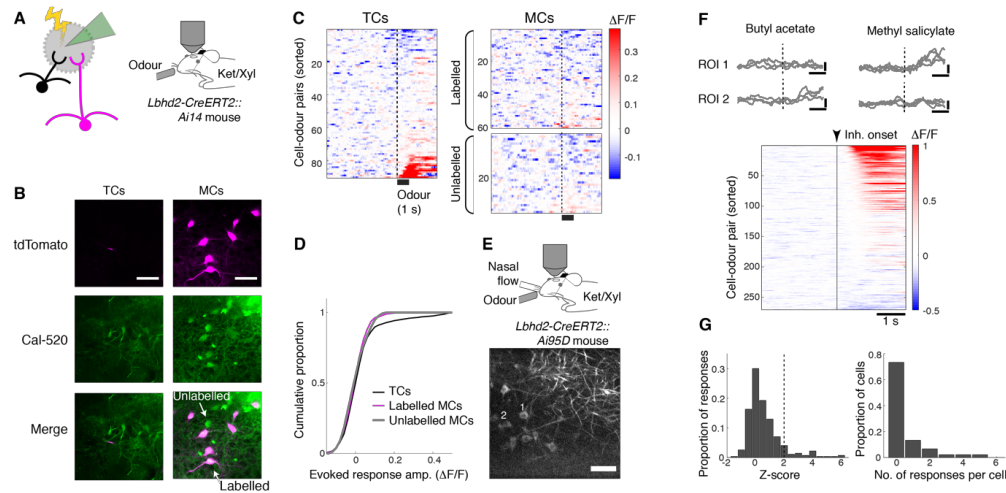 A
Odour
Ket/Xyl
Lbhd2-CreERT2::
Ai14 mouse
B
TCs
MCs
tdTomato
Cal-520
Merge
Unlabelled
Labelled
C
TCs
MCs
ΔF/F
Cell-odour pairs (sorted)
20
40
60
80
Labelled
60
Unlabelled
20
0.3
0.2
0.1
0
-0.1
Odour
(1 s)
D
Cumulative proportion
1
0.5
0
TCs
Labelled MCs
Unlabelled MCs
0
0.5
Evoked response amp. (ΔF/F)
E
Nasal
flow
Odour
Ket/Xyl
Lbhd2-CreERT2::
Ai95D mouse
1
2
F
Butyl acetate
Methyl salicylate
ROI 1
ROI 2
Inh. onset
ΔF/F
Cell-odour pair (sorted)
50
100
150
200
250
1
0.5
0
-0.5
1 s
G
Proportion of responses
0.3
0.2
0.1
0
-2
0
2
4
6
Z-score
Proportion of cells
0.8
0.6
0.4
0.2
0
0
2
4
6
No. of responses per cell